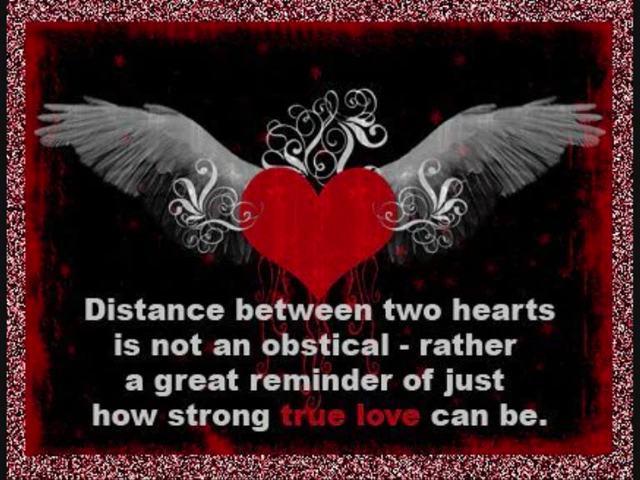 Distance between two hearts
is not an obstical - rather
a great reminder of just
how strong true love can be.